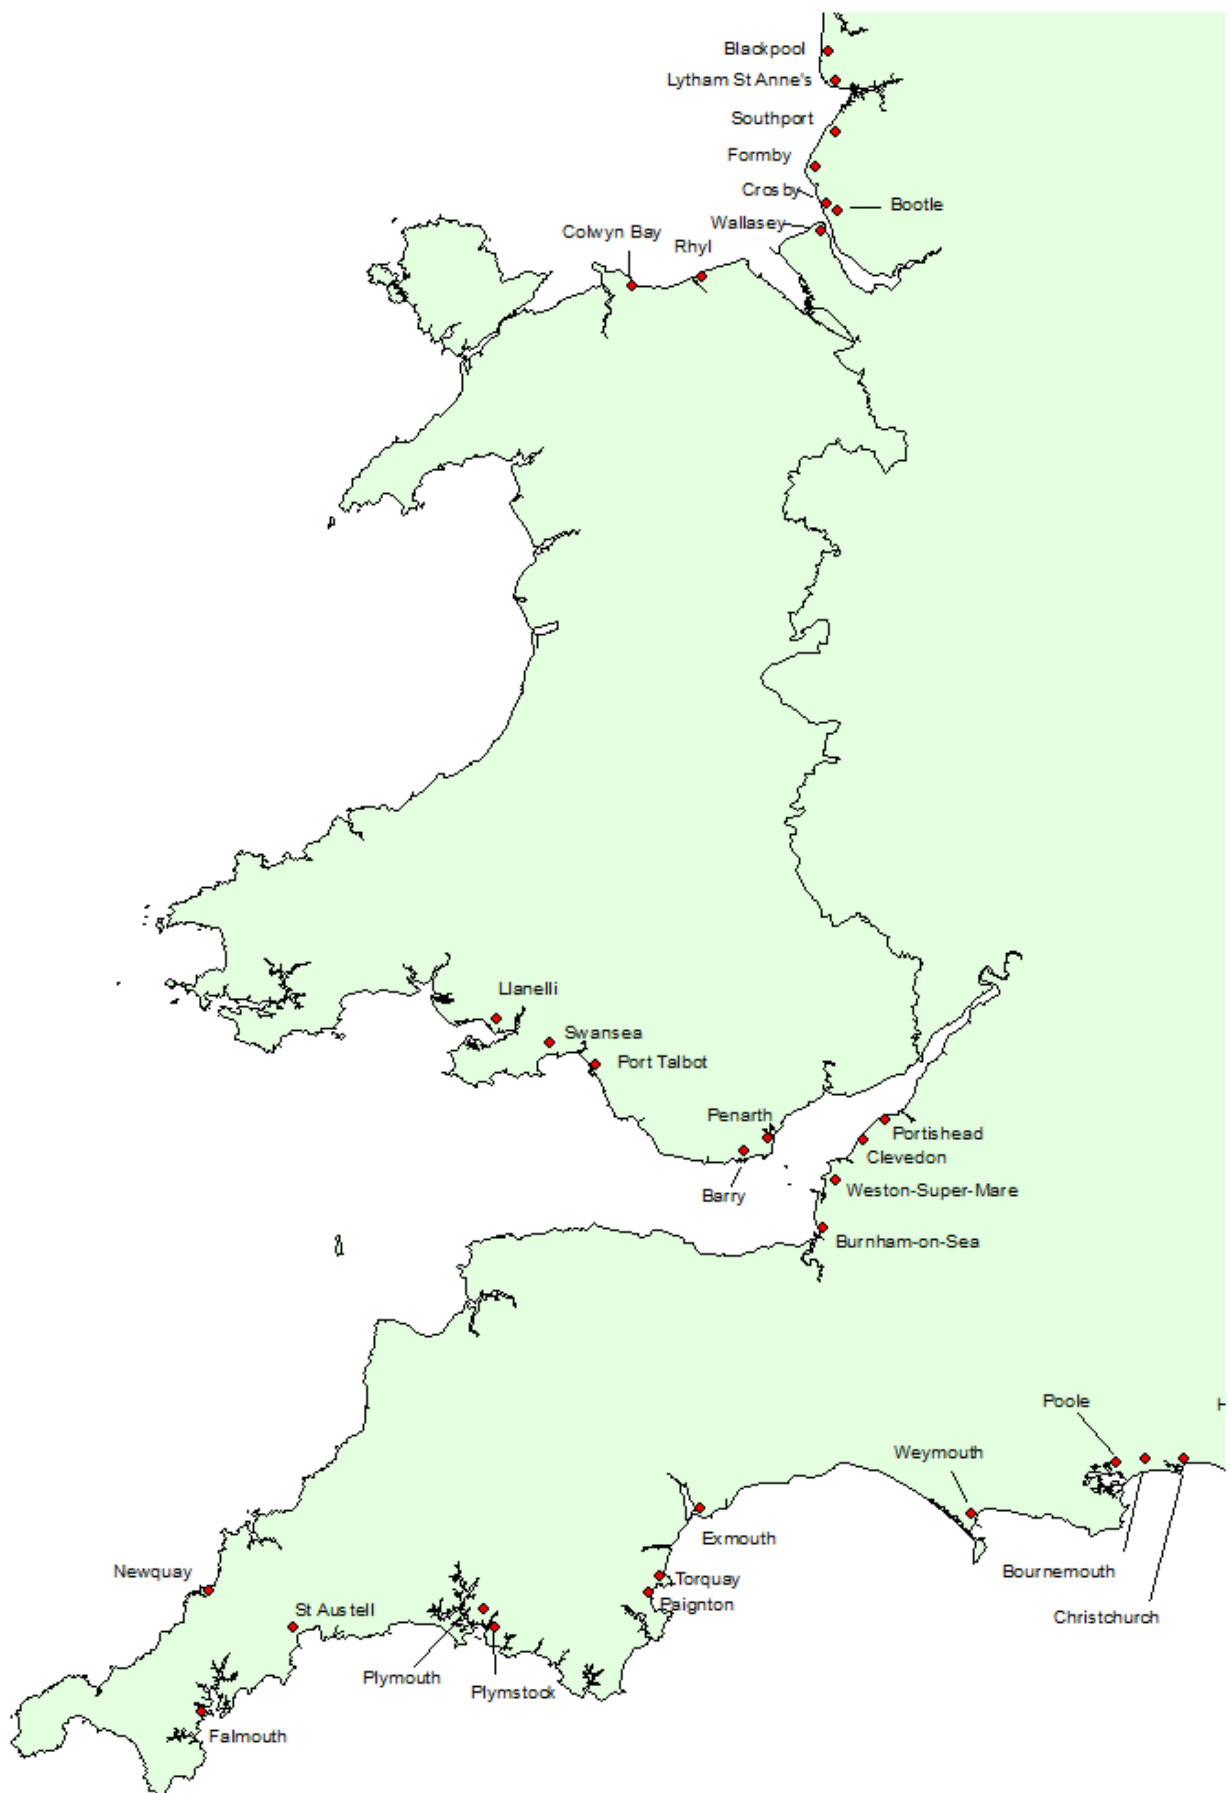 Blackpool
Lytham St Anne's
Southport
Formby
Crosby
Bootle
Wallasey
Colwyn Bay
Rhyl
Llanelli
Swansea
Port Talbot
Penarth
Portishead
Clevedon
Barry
Weston-Super-Mare
Burnham-on-Sea
Poole
H
Weymouth
Exmouth
Newquay
Torquay
Bournemouth
Paignton
St Austell
Christchurch
Plymouth
Plymstock
Falmouth